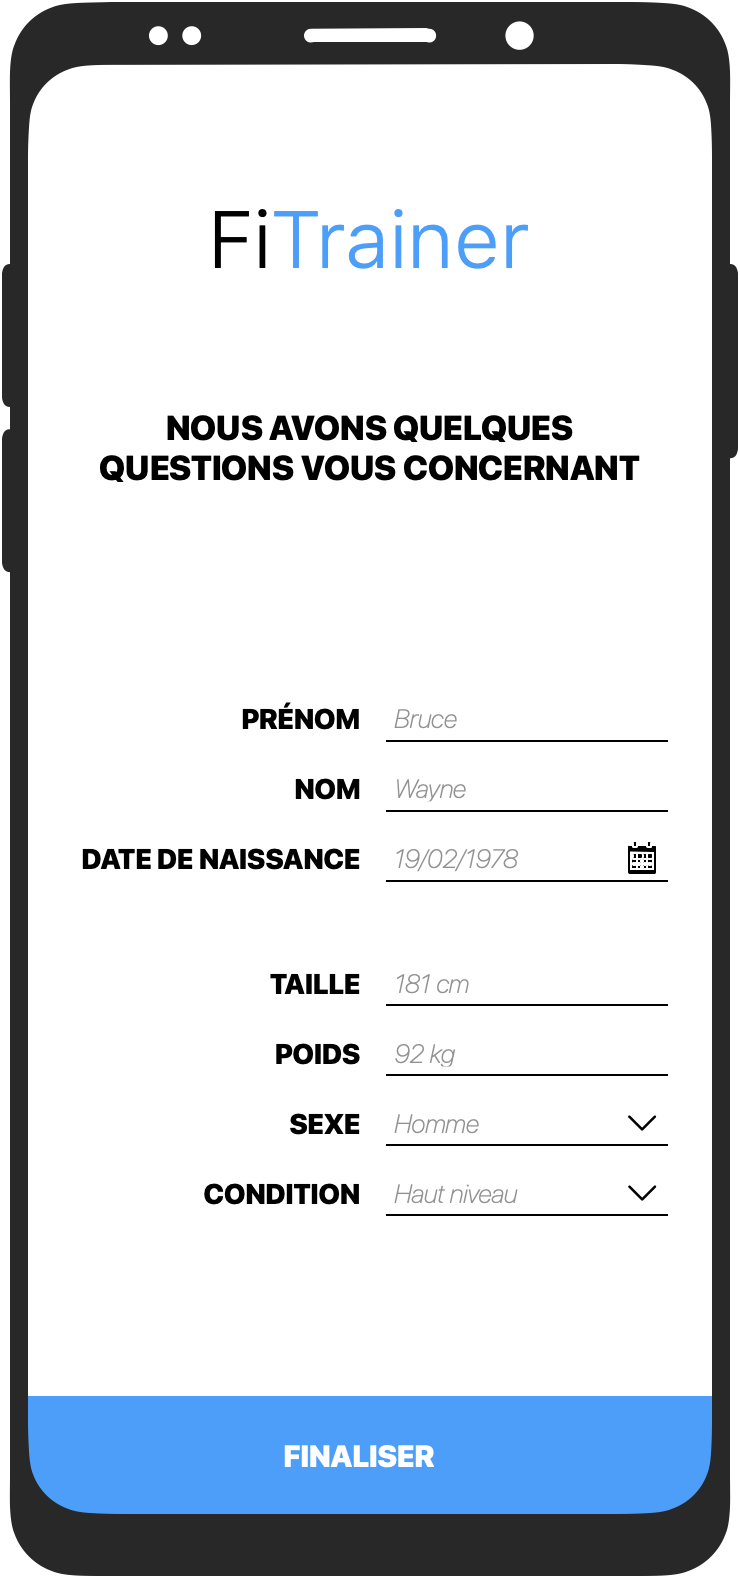 FiTrainer
NOUS AVONS QUELQUES
QUESTIONS VOUS CONCERNANT
PRÉNOM Bruce
NOM Wayne
DATE DE NAISSANCE 19/02/1978
TAILLE 181 cm
POIDS 92 kg
SEXE Homme
CONDITION Haut niveau
FINALISER